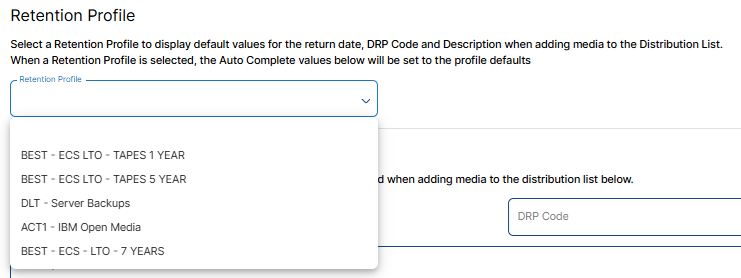 Retention Profile
Select a Retention Profile to display default values for the return date, DRP Code and Description when adding media to the Distribution List.
When a Retention Profile is selected, the Auto Complete values below will be set to the profile defaults
Retention Profile
BEST - ECS LTO - TAPES 1 YEAR
BEST - ECS LTO - TAPES 5 YEAR
d when adding media to the distribution list below.
DLT - Server Backups
DRP Code
ACT1 - IBM Open Media
BEST - ECS - LTO - 7 YEARS